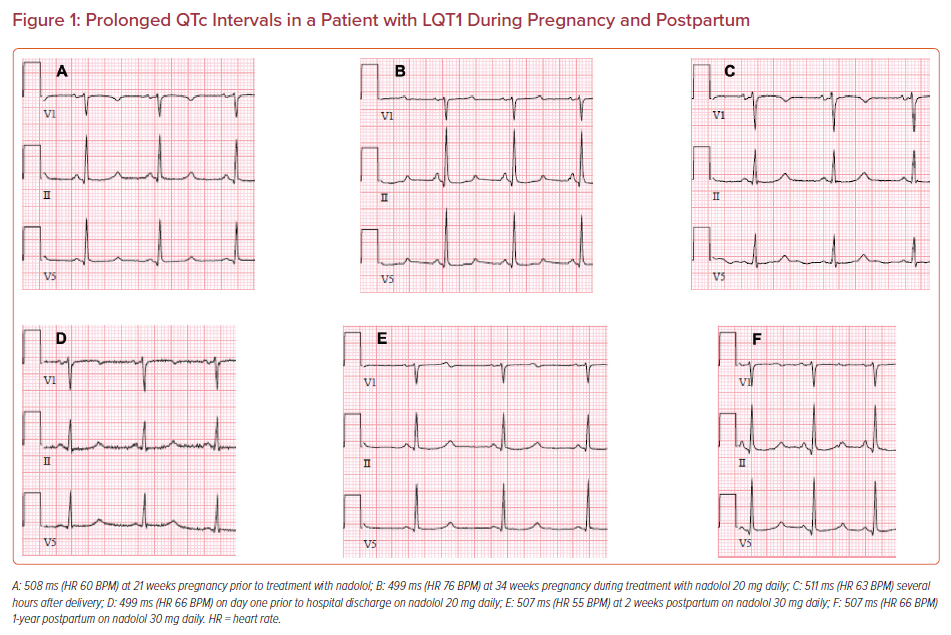 Figure 1: Prolonged QTc Intervals in a Patient with LQT1 During Pregnancy and Postpartum
A
V1
II
V5
B
V1
II
V5
C
V1
II
V5
D
V1
II
V5
E
V1
II
V5
F
V1
II
V5
A: 508 ms (HR 60 BPM) at 21 weeks pregnancy prior to treatment with nadolol; B: 499 ms (HR 76 BPM) at 34 weeks pregnancy during treatment with nadolol 20 mg daily; C: 511 ms (HR 63 BPM) several
hours after delivery; D: 499 ms (HR 66 BPM) on day one prior to hospital discharge on nadolol 20 mg daily; E: 507 ms (HR 55 BPM) at 2 weeks postpartum on nadolol 30 mg daily; F: 507 ms (HR 66 BPM)
1-year postpartum on nadolol 30 mg daily. HR = heart rate.